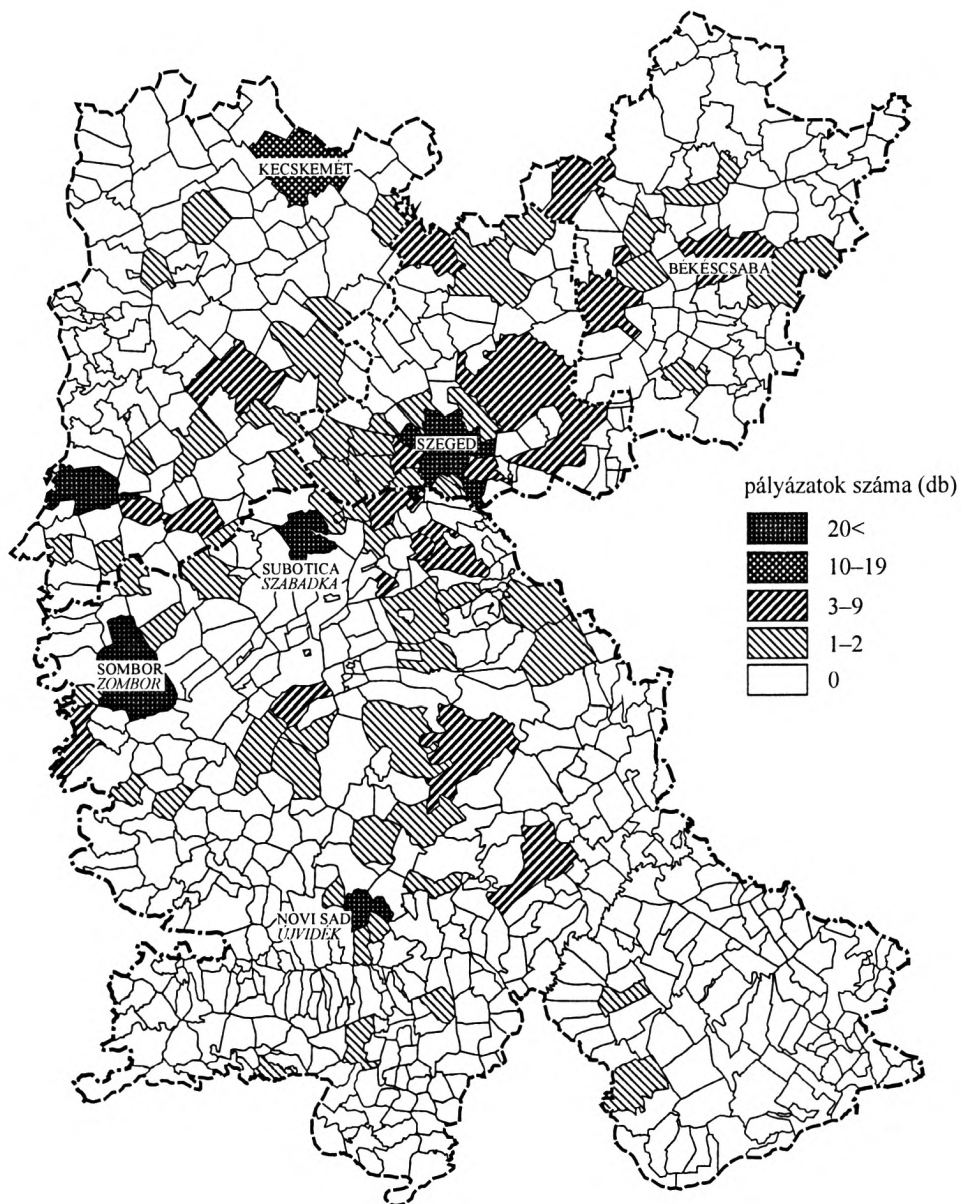 KECSKEMÉT
BÉKÉSCSABA
SZEGED
pályázatok száma (db)
20<
10–19
3–9
1–2
0
SUBOTICA
SZABADKA
SOMBOR
ZOMBOR
NOVI SAD
ÚJVIDÉK